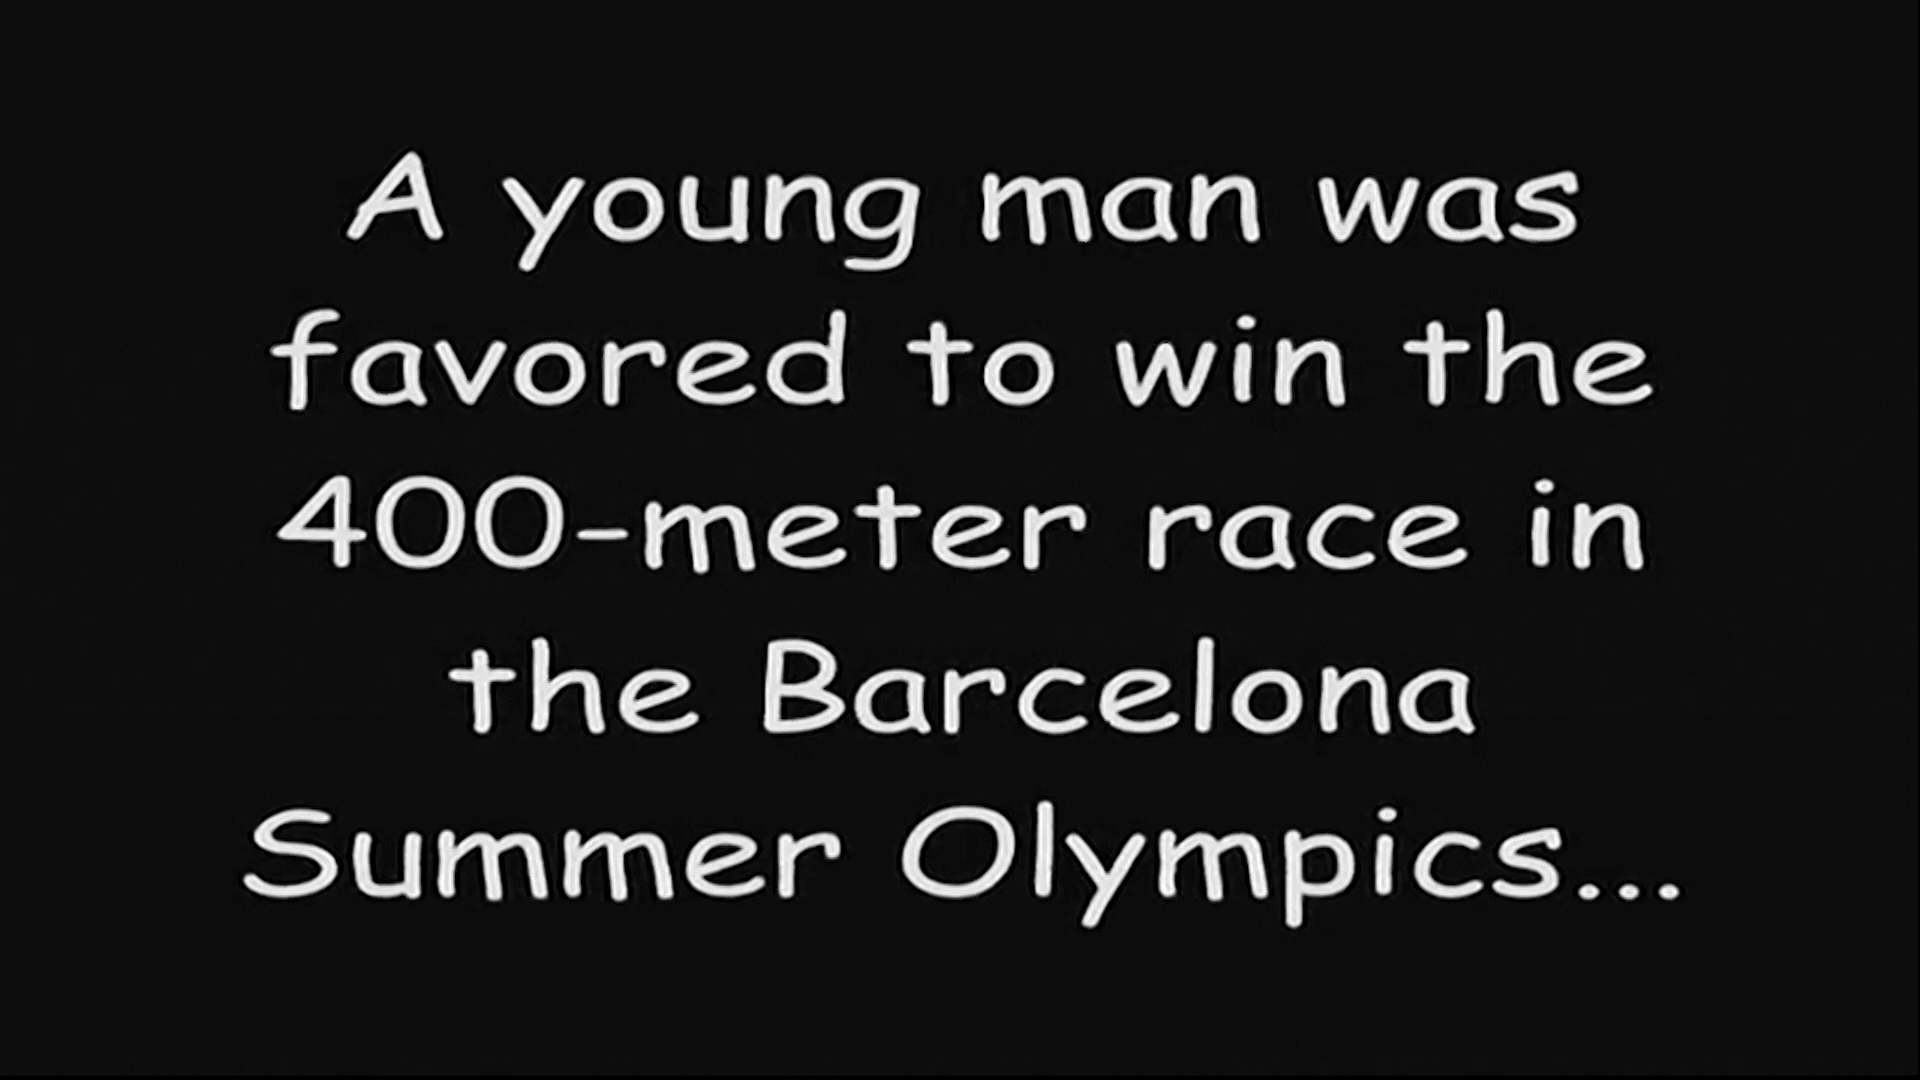 A young man was
favored to win the
400-meter race in
the Barcelona
Summer Olympics...